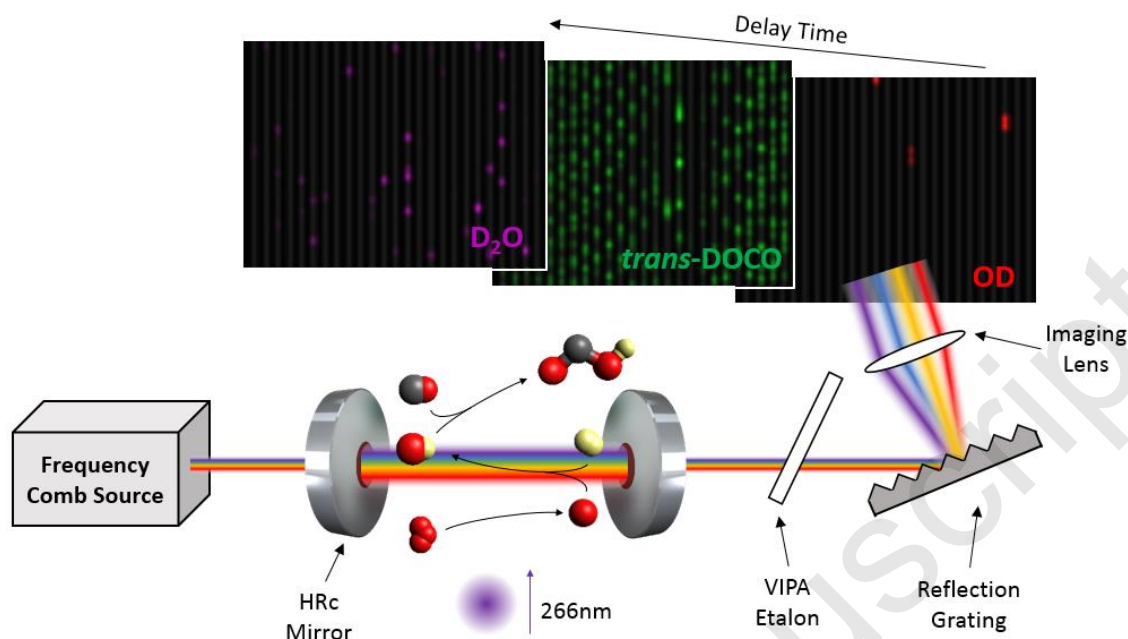 Delay Time
D₂O
trans-DOCO
OD
Imaging
Lens
Frequency
Comb Source
HRc
Mirror
266nm
VIPA
Etalon
Reflection
Grating